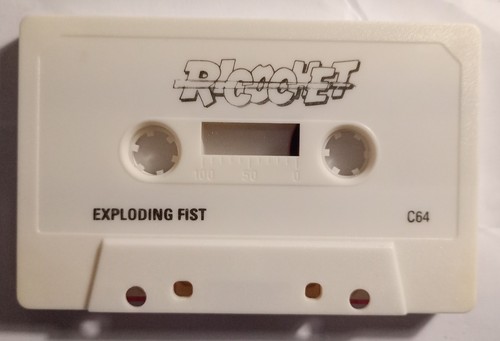 RICOCHET
100 50 0
EXPLODING FIST
C64